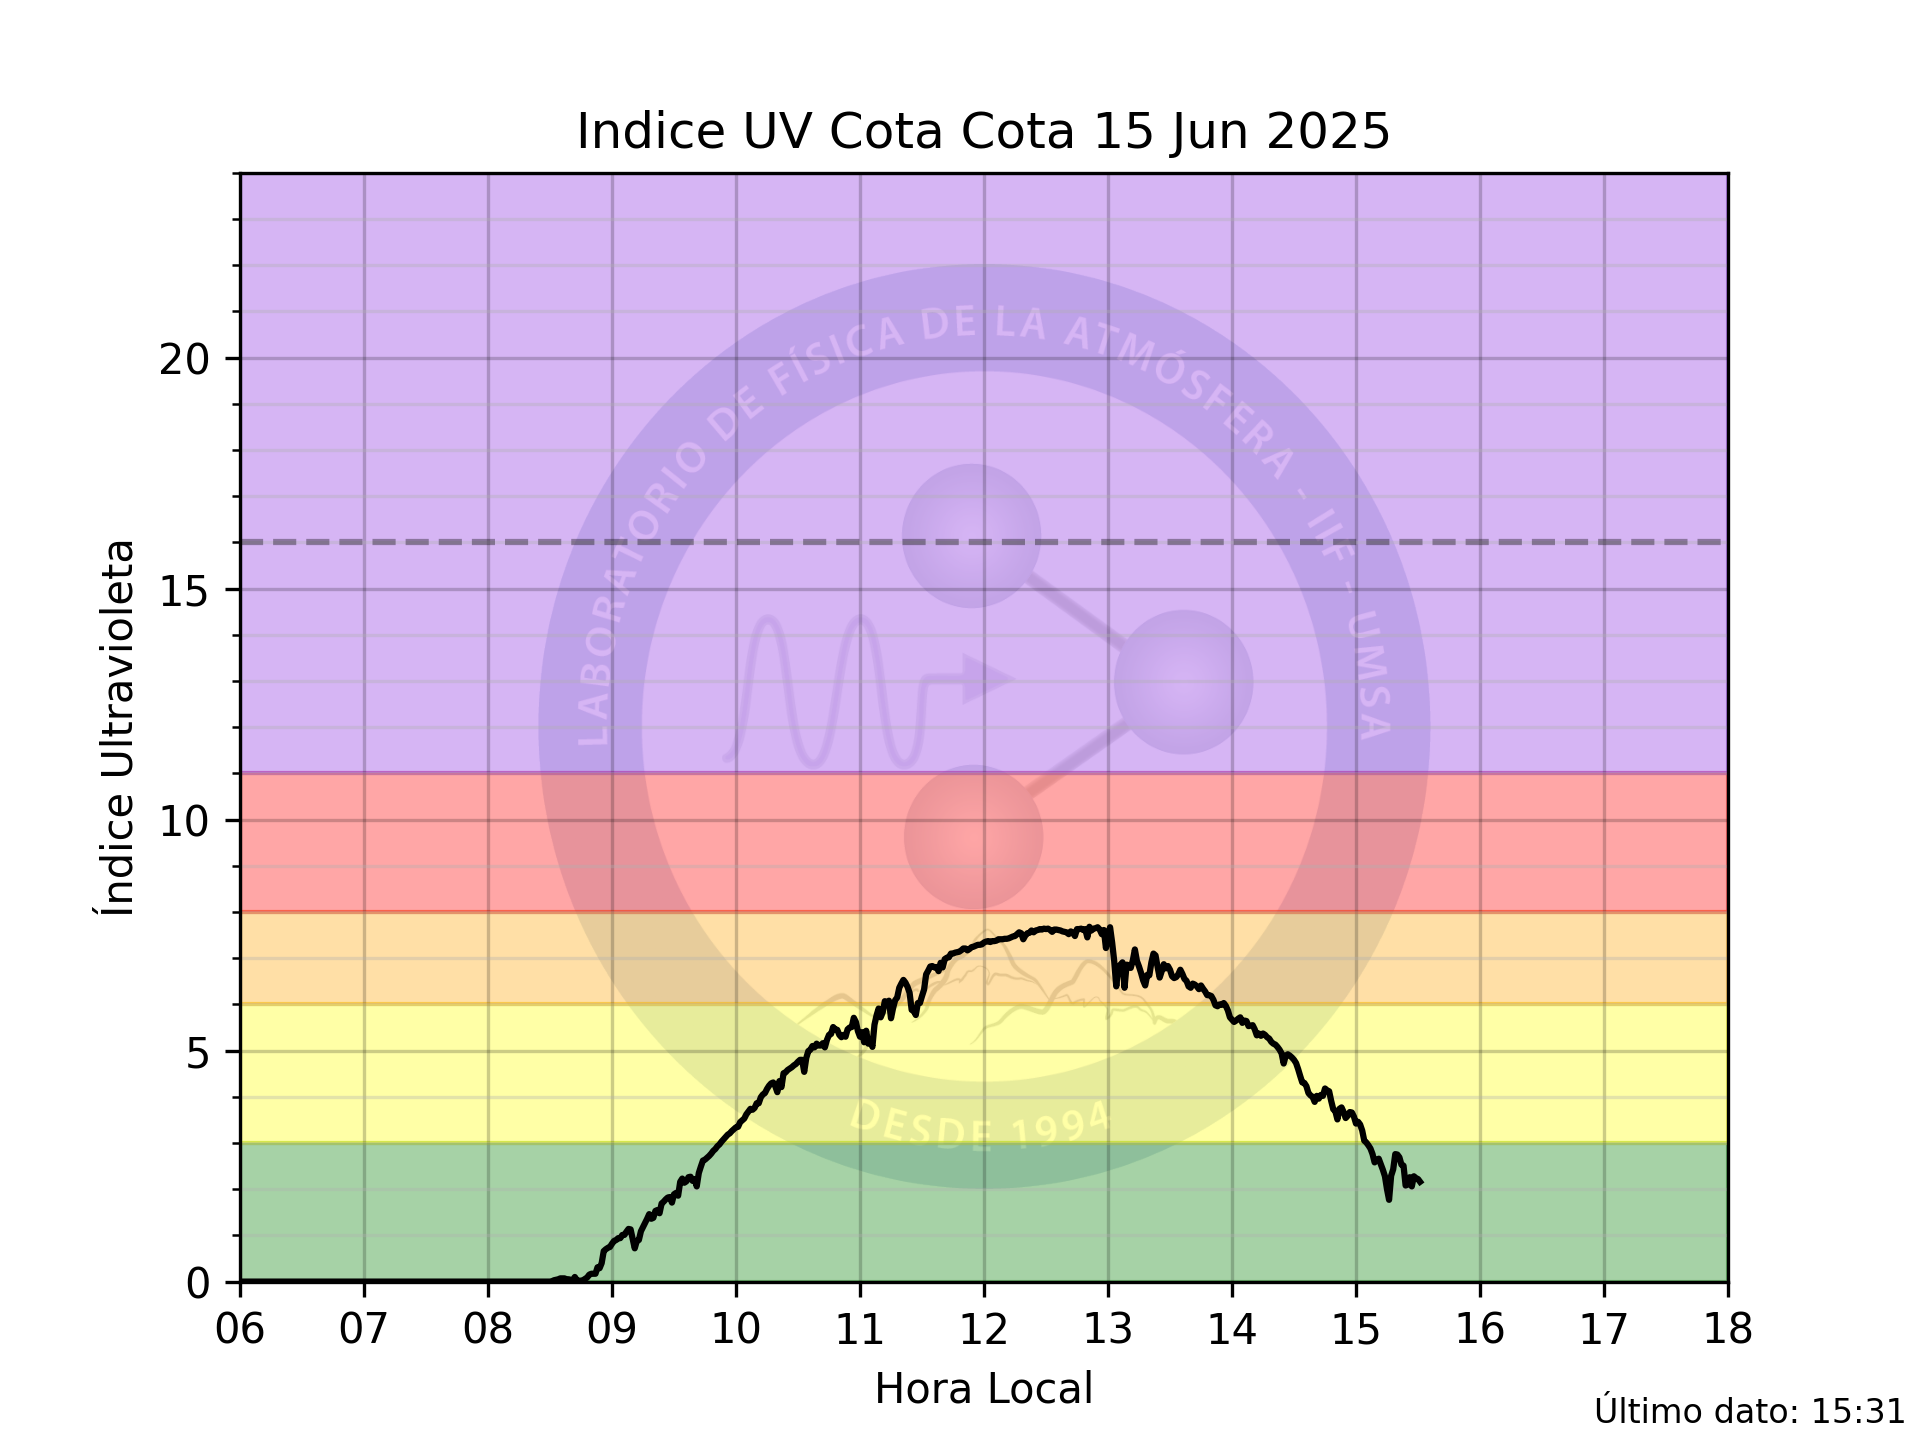 Indice UV Cota Cota 15 Jun 2025
LABORATORIO DE FÍSICA DE LA ATMÓSFERA - IIF - UMSA
DESDE 1994
Índice Ultravioleta
20
15
10
5
0
06 07 08 09 10 11 12 13 14 15 16 17 18
Hora Local
Último dato: 15:31